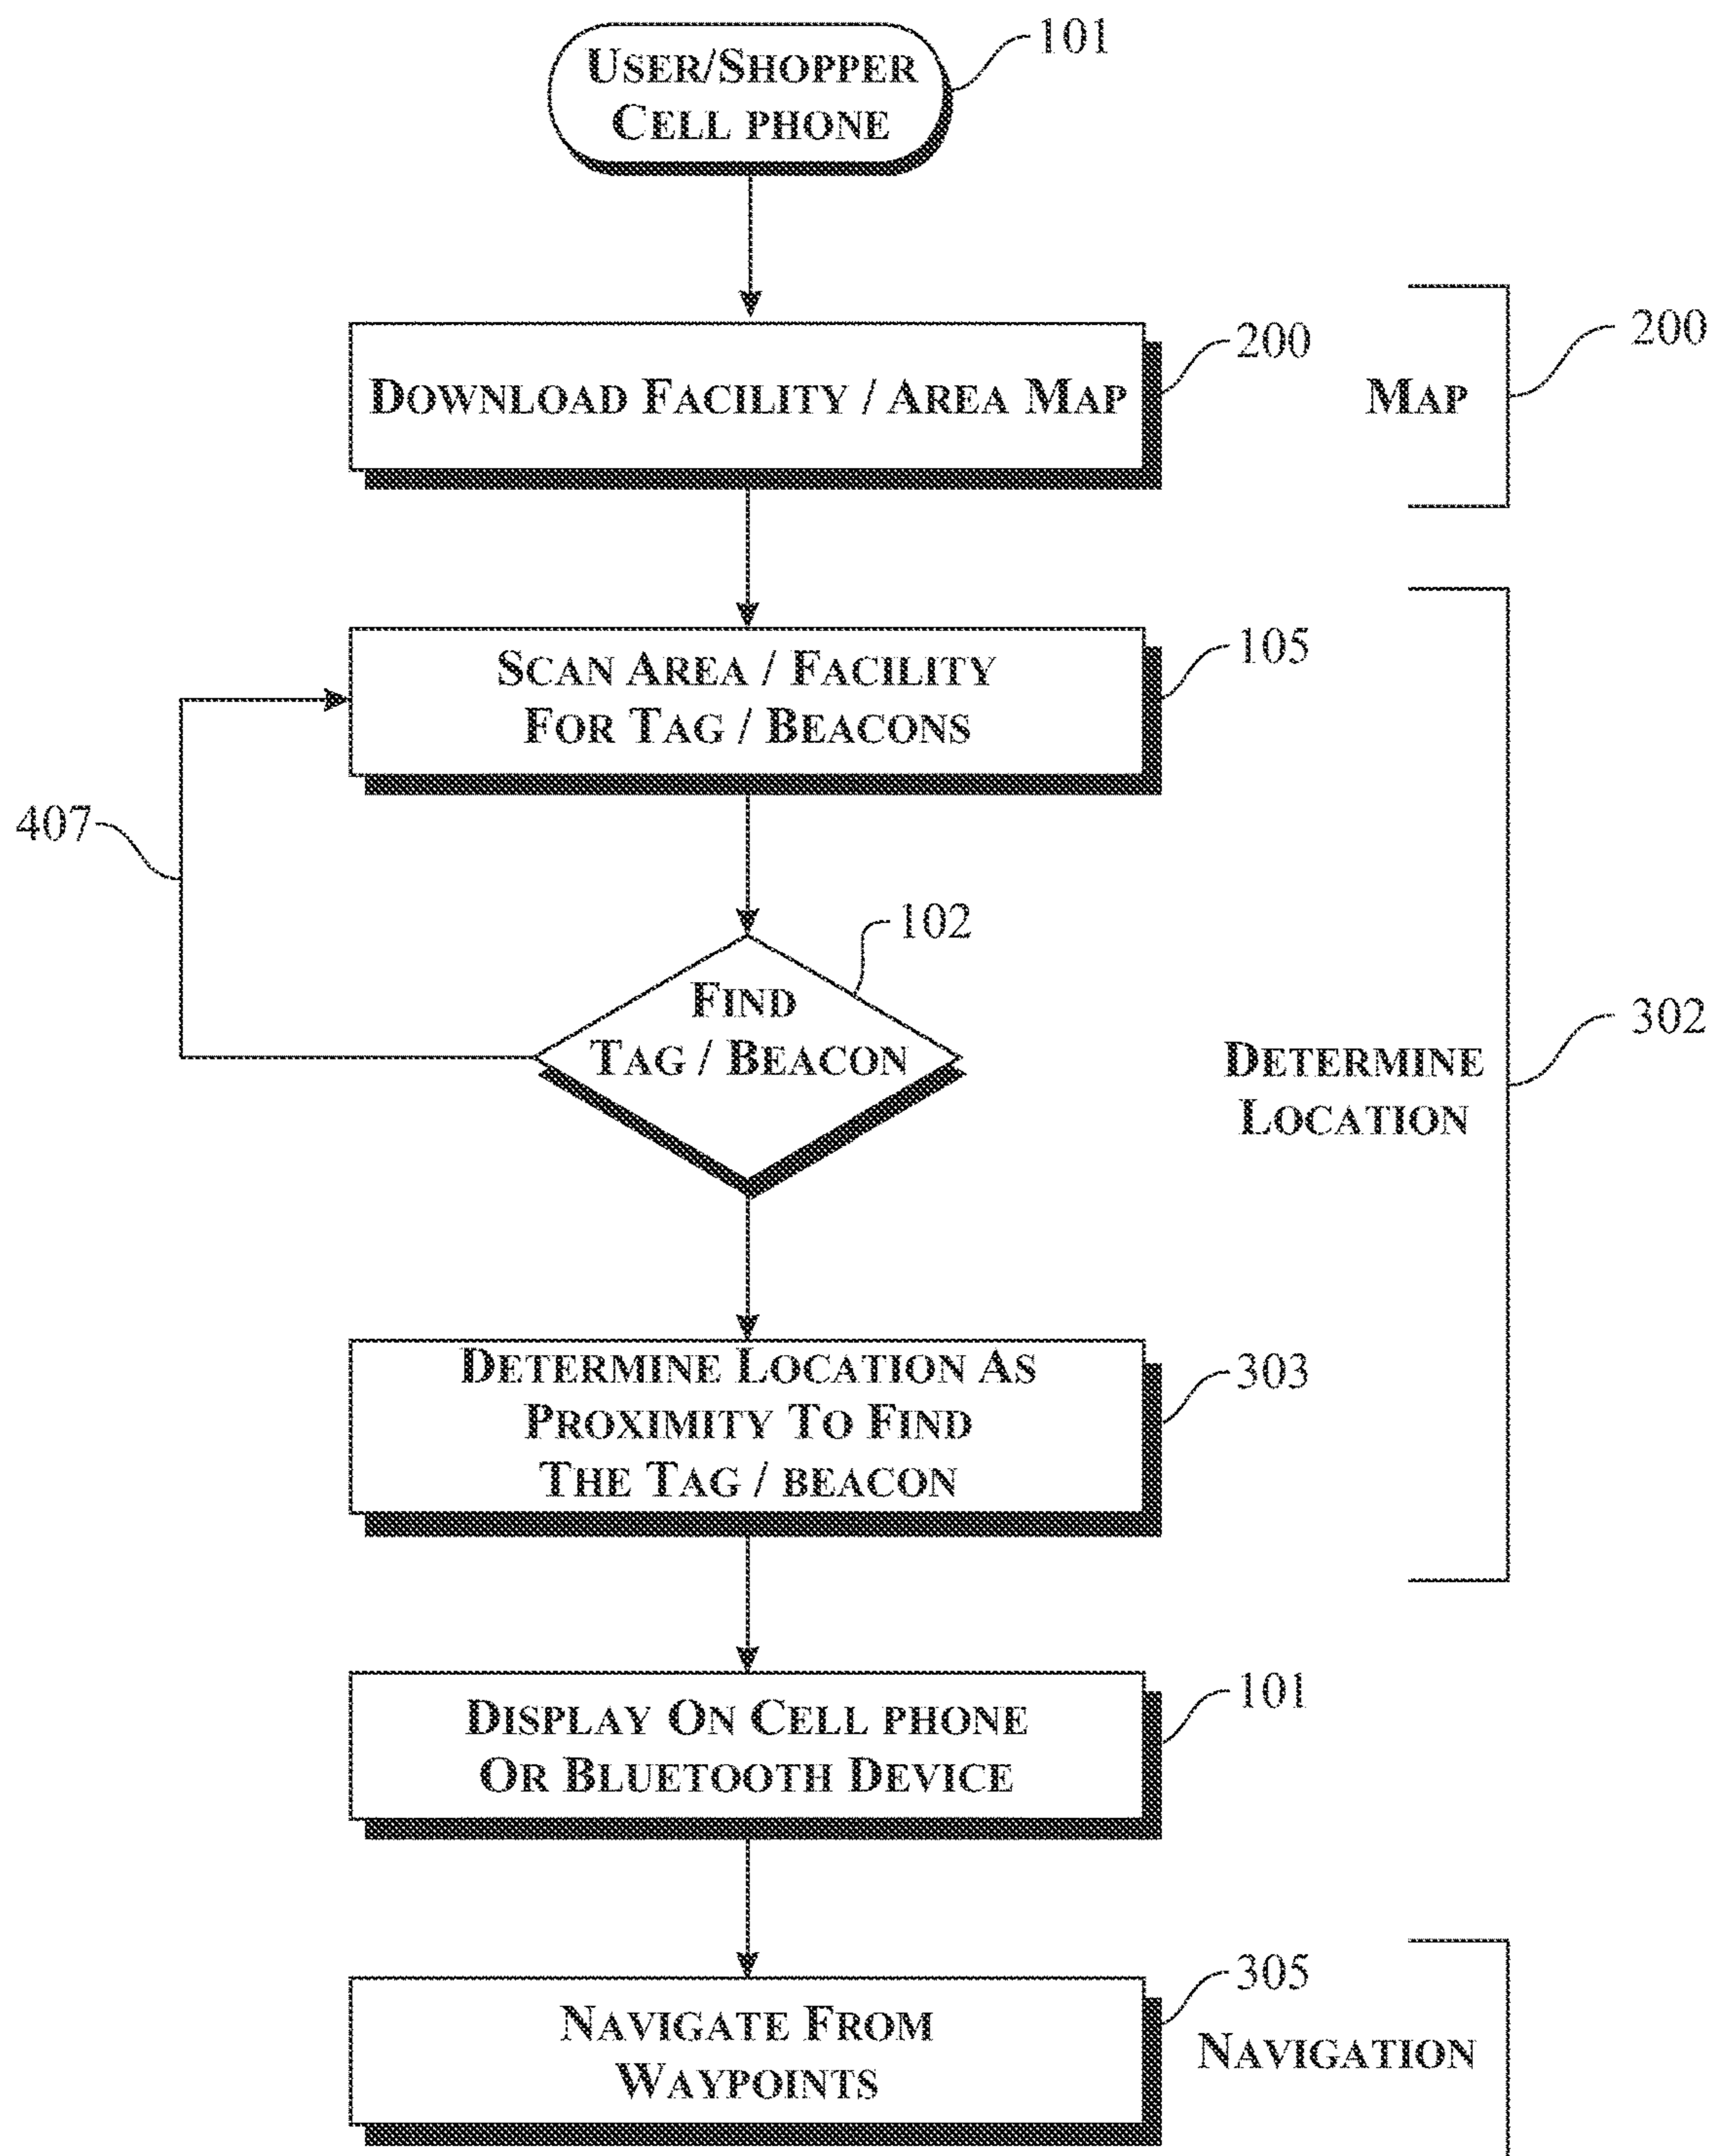 USER/SHOPPER
CELL PHONE
101
DOWNLOAD FACILITY / AREA MAP
200
MAP
200
SCAN AREA / FACILITY
FOR TAG / BEACONS
105
407
FIND
TAG / BEACON
102
DETERMINE
LOCATION
302
DETERMINE LOCATION AS
PROXIMITY TO FIND
THE TAG / BEACON
303
DISPLAY ON CELL PHONE
OR BLUETOOTH DEVICE
101
NAVIGATE FROM
WAYPOINTS
305
NAVIGATION